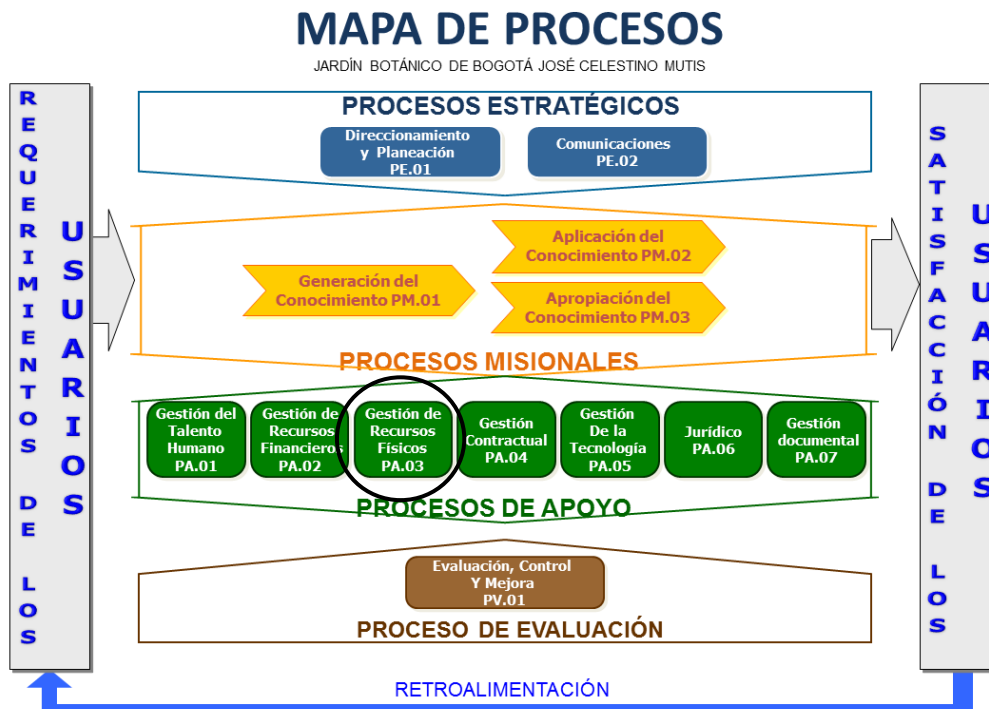 MAPA DE PROCESOS
JARDÍN BOTÁNICO DE BOGOTÁ JOSÉ CELESTINO MUTIS
REQUERIMIENTOS DE LOS
USUARIOS
PROCESOS ESTRATÉGICOS
Direccionamiento
y Planeación
PE.01
Comunicaciones
PE.02
Generación del
Conocimiento PM.01
Aplicación del
Conocimiento PM.02
Apropiación del
Conocimiento PM.03
PROCESOS MISIONALES
Gestión del
Talento
Humano
PA.01
Gestión de
Recursos
Financieros
PA.02
Gestión de
Recursos
Físicos
PA.03
Gestión
Contractual
PA.04
Gestión
De la
Tecnología
PA.05
Jurídico
PA.06
Gestión
documental
PA.07
PROCESOS DE APOYO
Evaluación, Control
Y Mejora
PV.01
PROCESO DE EVALUACIÓN
SATISFACCIÓN DE LOS
USUARIOS
RETROALIMENTACIÓN